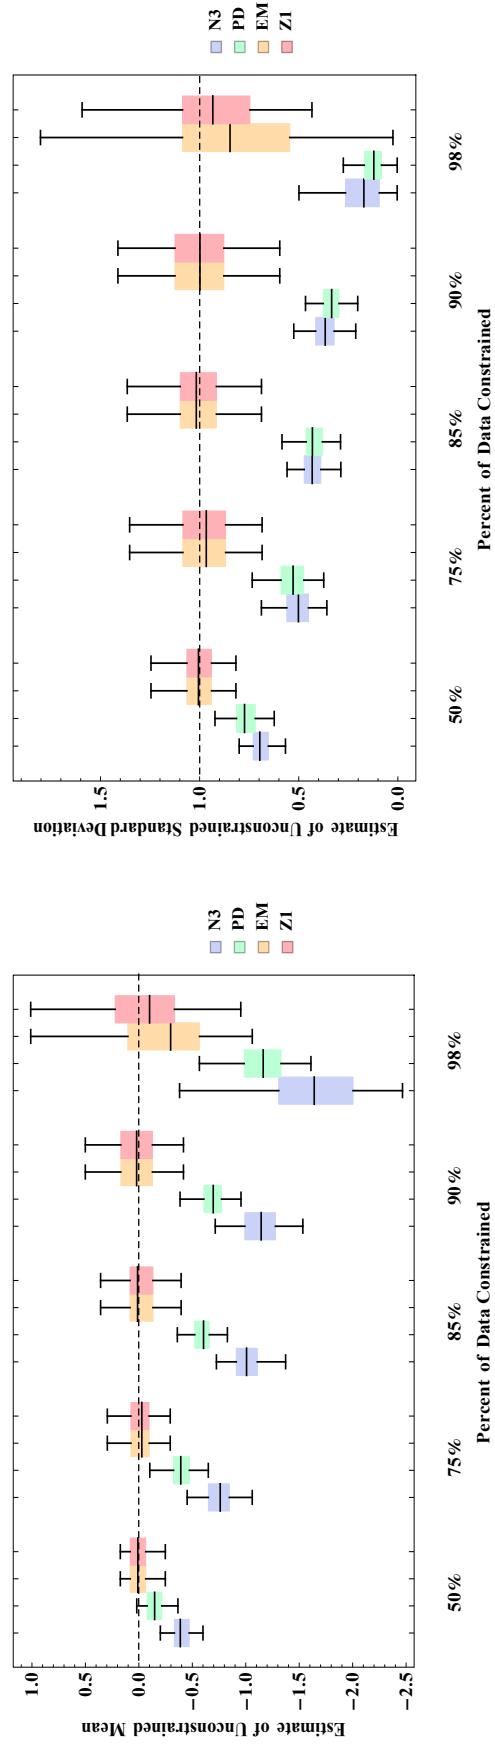 Estimate of Unconstrained Mean
1.0
0.5
0.0
−0.5
−1.0
−1.5
−2.0
−2.5
50%
75%
85%
90%
98%
Percent of Data Constrained
N3
PD
EM
Z1
Estimate of Unconstrained Standard Deviation
1.5
1.0
0.5
0.0
50%
75%
85%
90%
98%
Percent of Data Constrained
N3
PD
EM
Z1